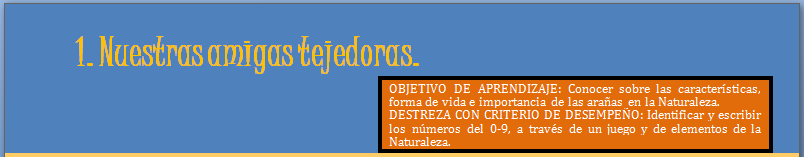 1. Nuestras amigas tejedoras.
OBJETIVO DE APRENDIZAJE: Conocer sobre las características,
forma de vida e importancia de las arañas en la Naturaleza.
DESTREZA CON CRITERIO DE DESEMPEÑO: Identificar y escribir
los números del 0-9, a través de un juego y de elementos de la
Naturaleza.